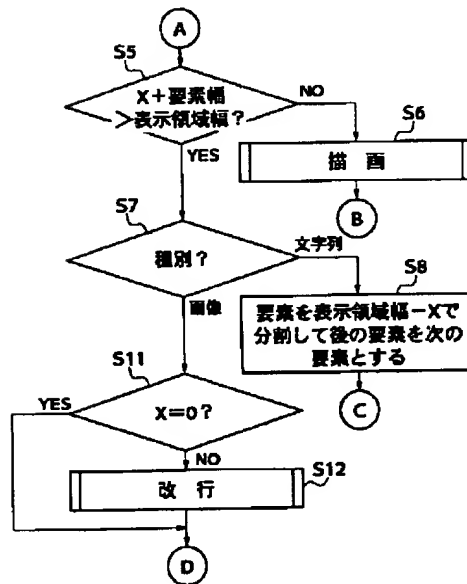 A
S5
X+要素幅
>表示領域幅?
NO
YES
S6
描 画
B
S7
種別?
文字列
画像
S8
要素を表示領域幅-Xで
分割して後の要素を次の
要素とする
C
S11
YES
X=0?
NO
S12
改 行
D